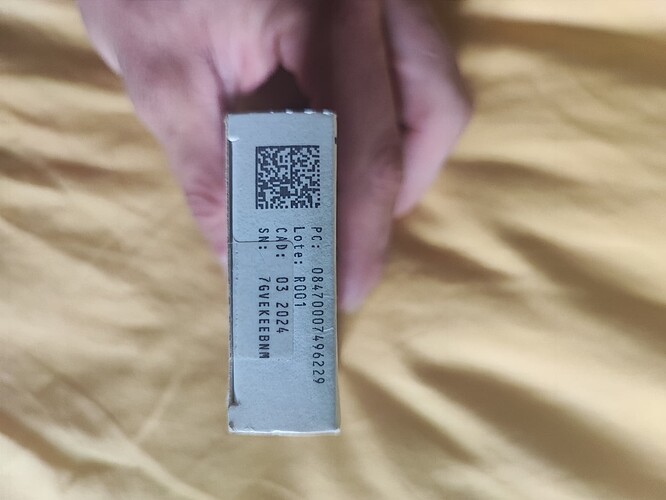 PC: 08470007496229
Lote: R001
CAD: 03 2024
SN: 7GVEKEEBNM